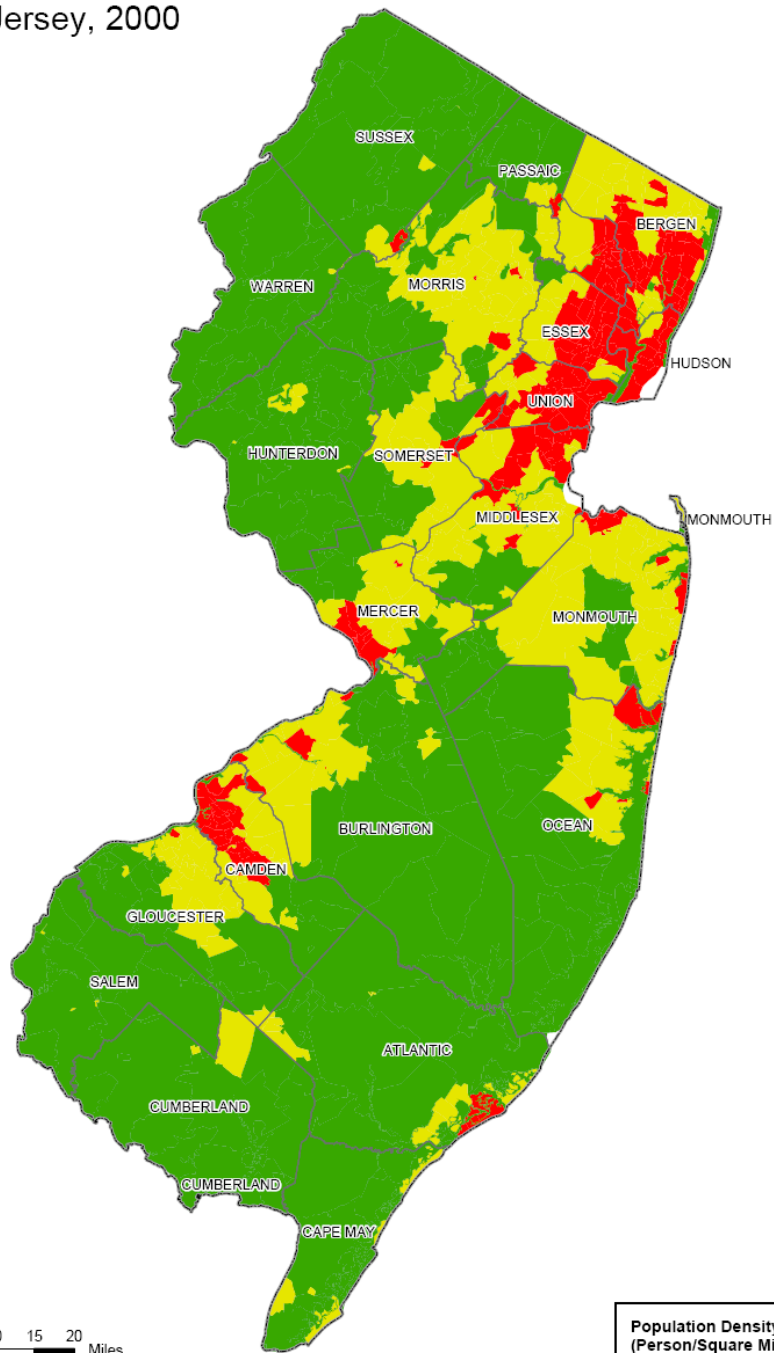 Jersey, 2000
SUSSEX
PASSAIC
BERGEN
WARREN
MORRIS
ESSEX
HUDSON
UNION
HUNTERDON
SOMERSET
MIDDLESEX
MONMOUTH
MERCER
MONMOUTH
OCEAN
BURLINGTON
CAMDEN
GLOUCESTER
SALEM
ATLANTIC
CUMBERLAND
CUMBERLAND
CAPE MAY
15 20
Miles
Population Density
(Person/Square Mi